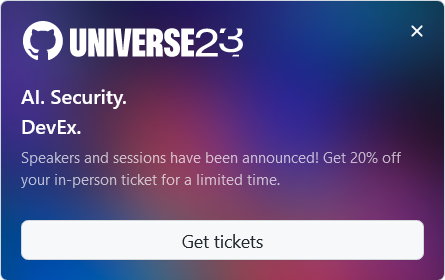 UNIVERSE23
AI. Security.
DevEx.
Speakers and sessions have been announced! Get 20% off
your in-person ticket for a limited time.
Get tickets